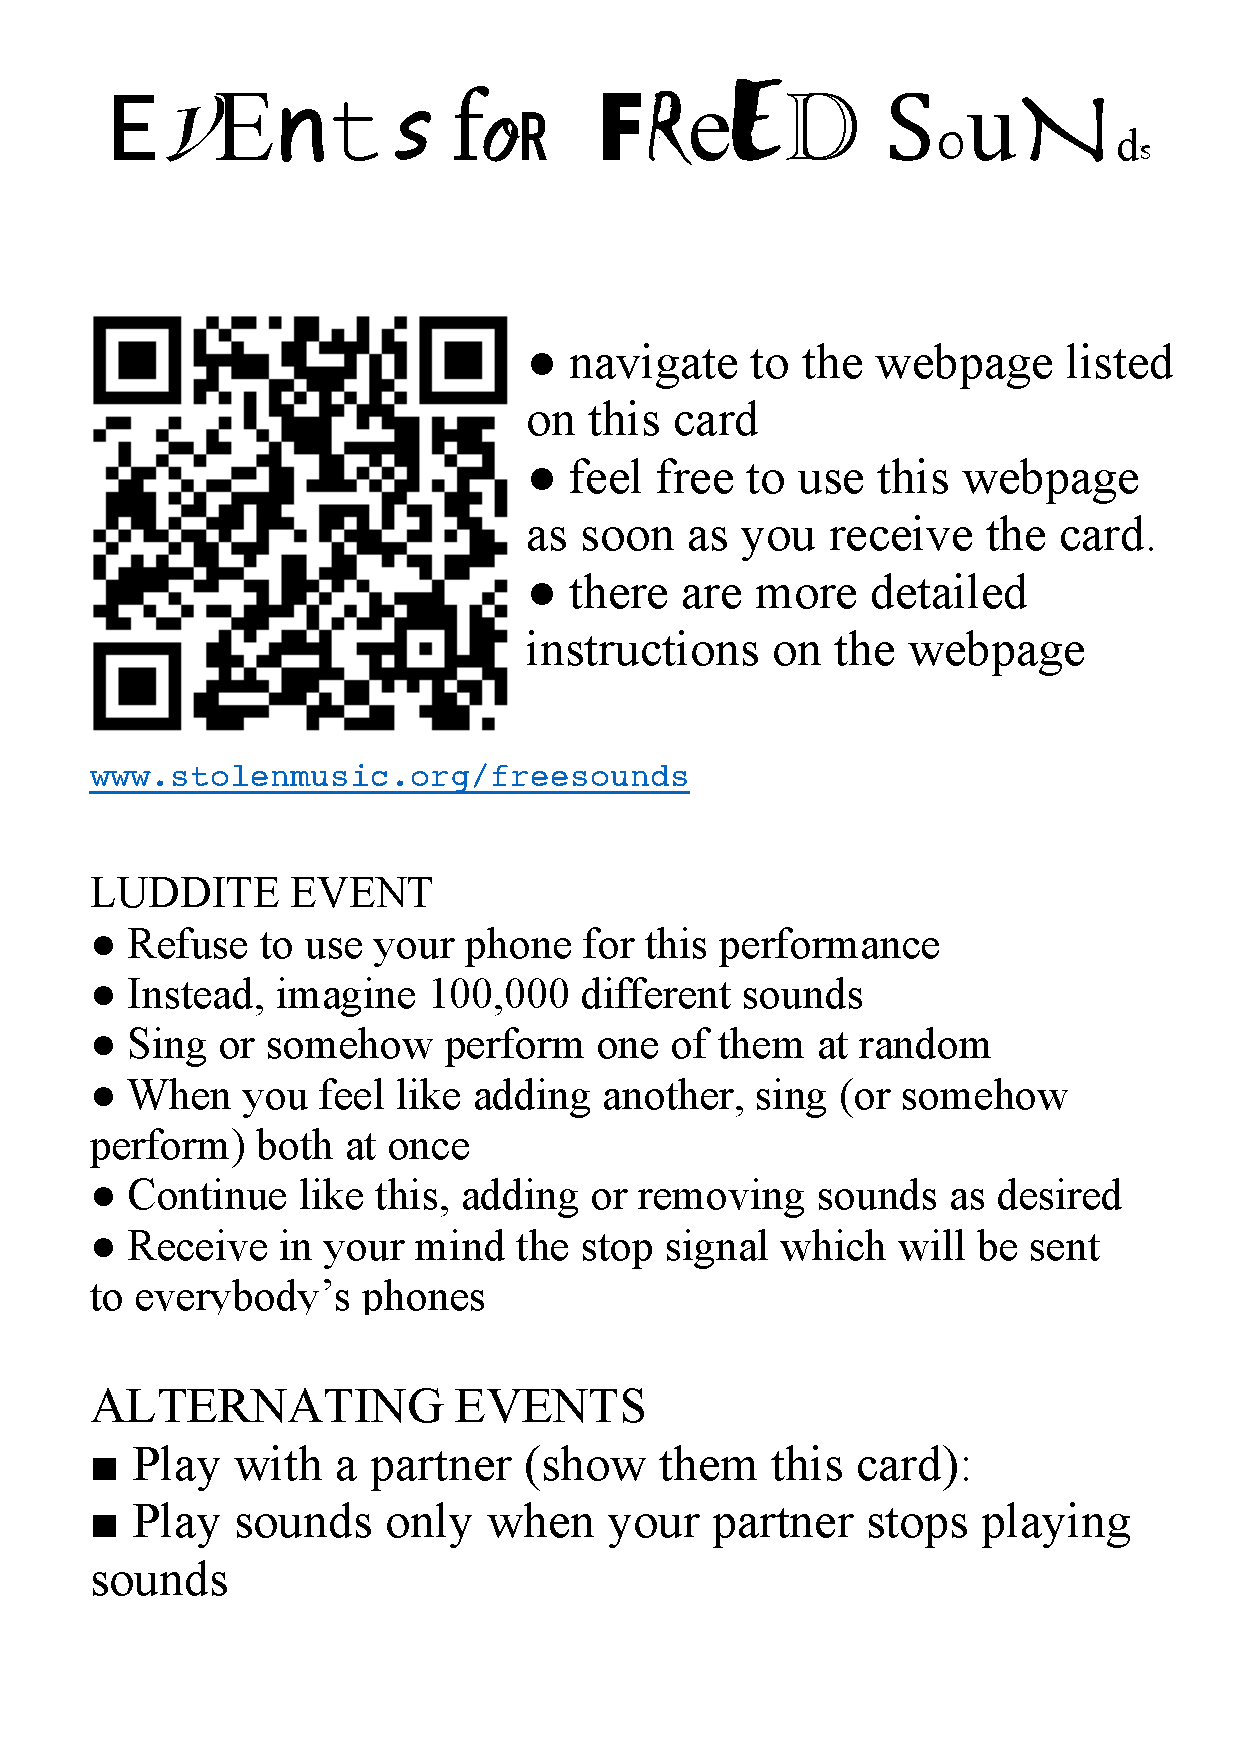 EVEntS foR FReED SouNds
● navigate to the webpage listed
on this card
● feel free to use this webpage
as soon as you receive the card.
● there are more detailed
instructions on the webpage
www.stolenmusic.org/freesounds
LUDDITE EVENT
● Refuse to use your phone for this performance
● Instead, imagine 100,000 different sounds
● Sing or somehow perform one of them at random
● When you feel like adding another, sing (or somehow
perform) both at once
● Continue like this, adding or removing sounds as desired
● Receive in your mind the stop signal which will be sent
to everybody’s phones
ALTERNATING EVENTS
■ Play with a partner (show them this card):
■ Play sounds only when your partner stops playing
sounds